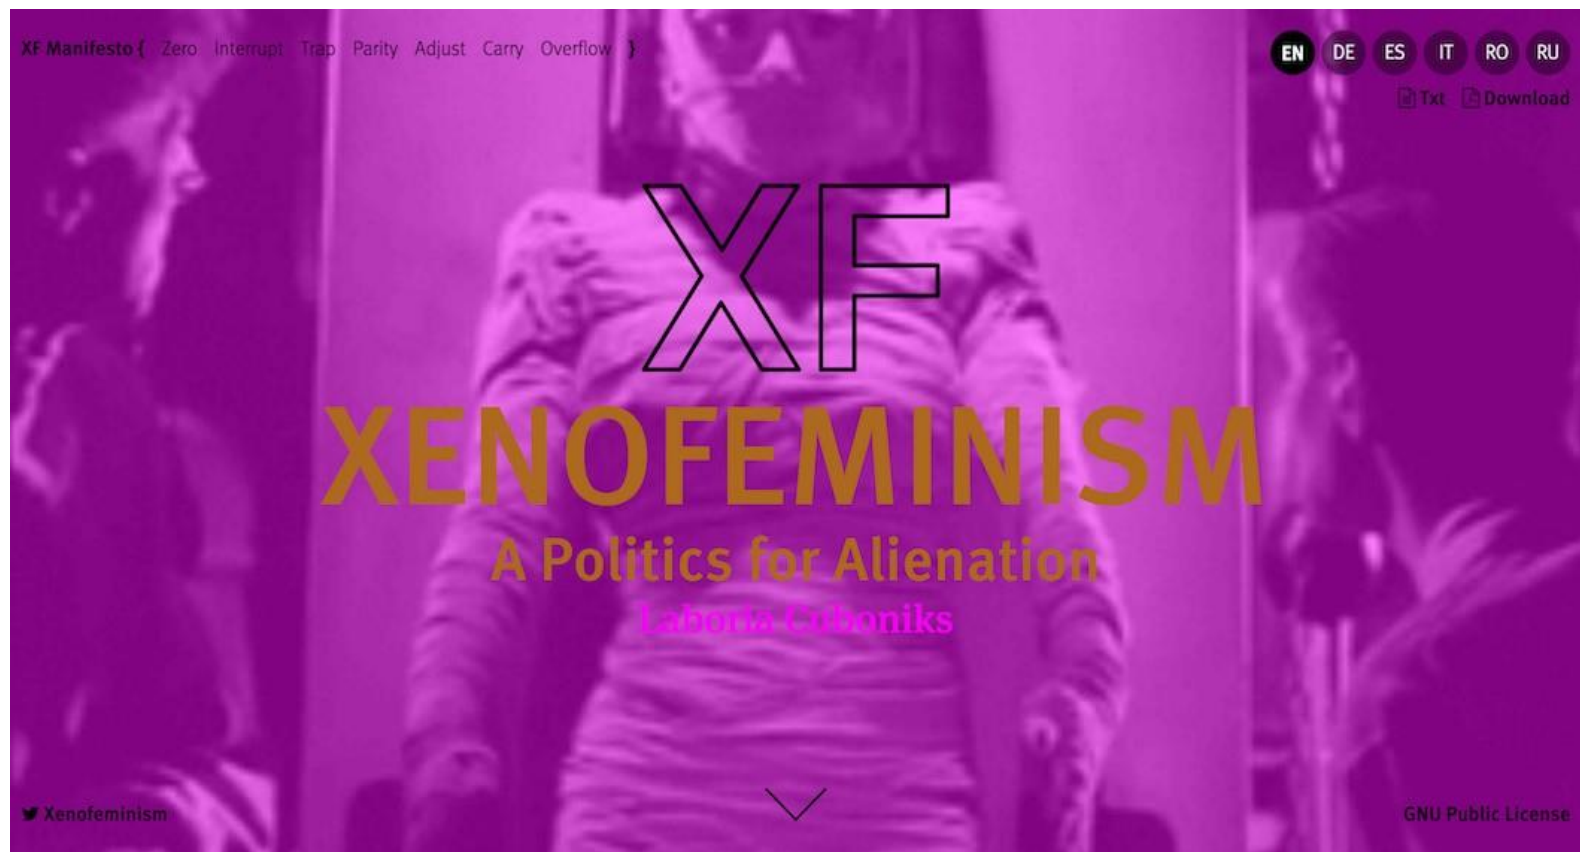 XF Manifesto { Zero Interrupt Trap Parity Adjust Carry Overflow }
EN DE ES IT RO RU
Txt Download
XF
XENOFEMINISM
A Politics for Alienation
Laboria Cuboniks
Xenofeminism
GNU Public License